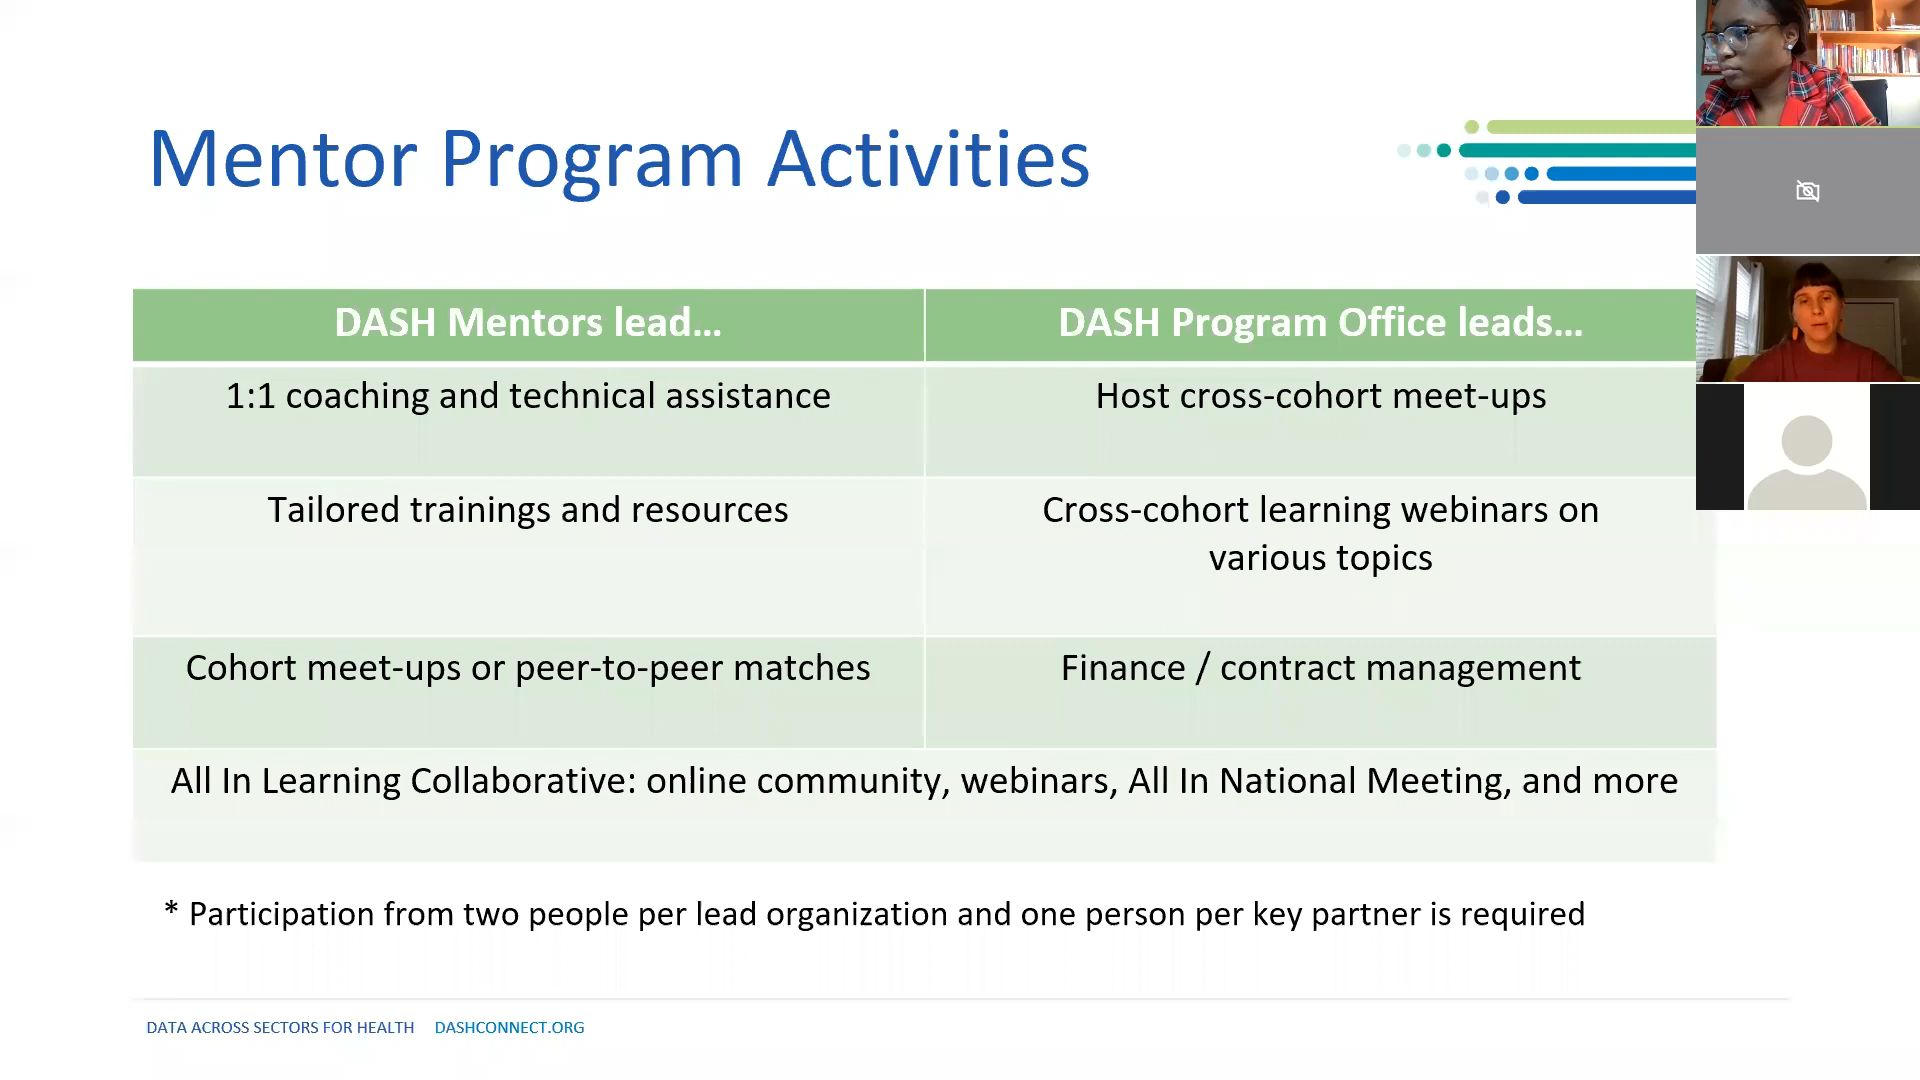 Mentor Program Activities
DASH Mentors lead...
DASH Program Office leads...
1:1 coaching and technical assistance
Host cross-cohort meet-ups
Tailored trainings and resources
Cross-cohort learning webinars on
various topics
Cohort meet-ups or peer-to-peer matches
Finance / contract management
All In Learning Collaborative: online community, webinars, All In National Meeting, and more
* Participation from two people per lead organization and one person per key partner is required
DATA ACROSS SECTORS FOR HEALTH DASHCONNECT.ORG